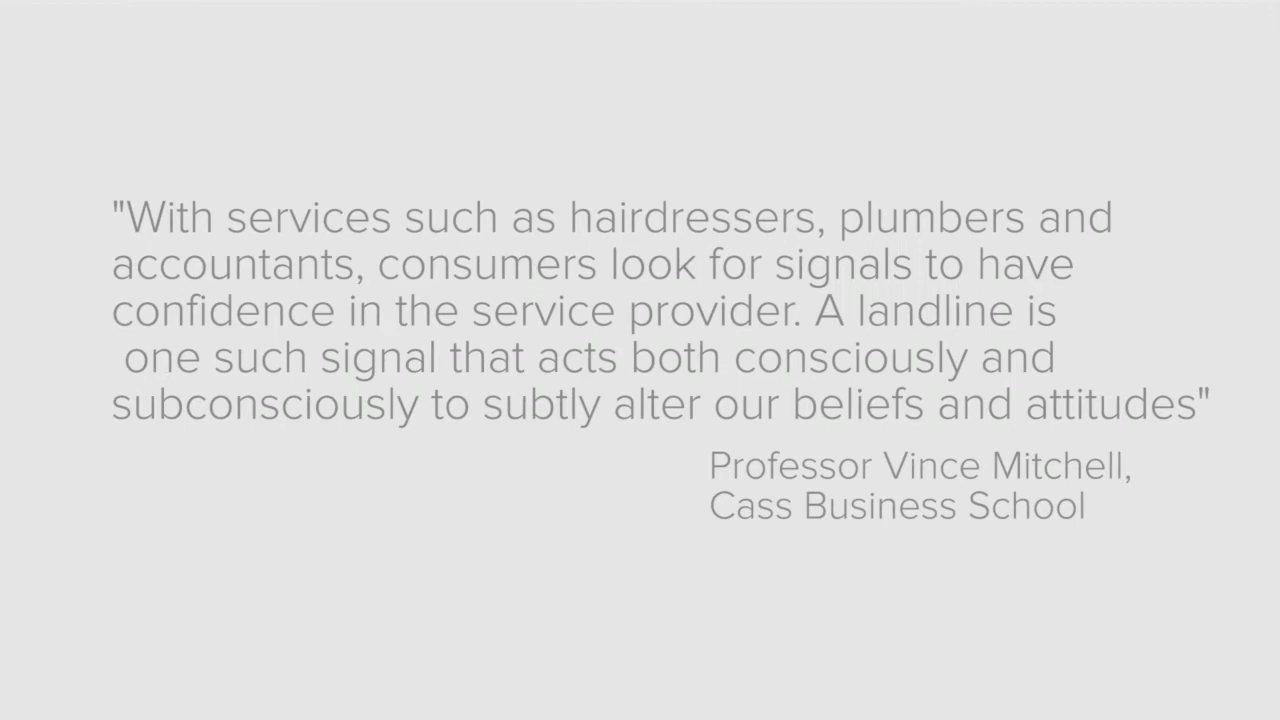 "With services such as hairdressers, plumbers and
accountants, consumers look for signals to have
confidence in the service provider. A landline is
one such signal that acts both consciously and
subconsciously to subtly alter our beliefs and attitudes"
Professor Vince Mitchell,
Cass Business School